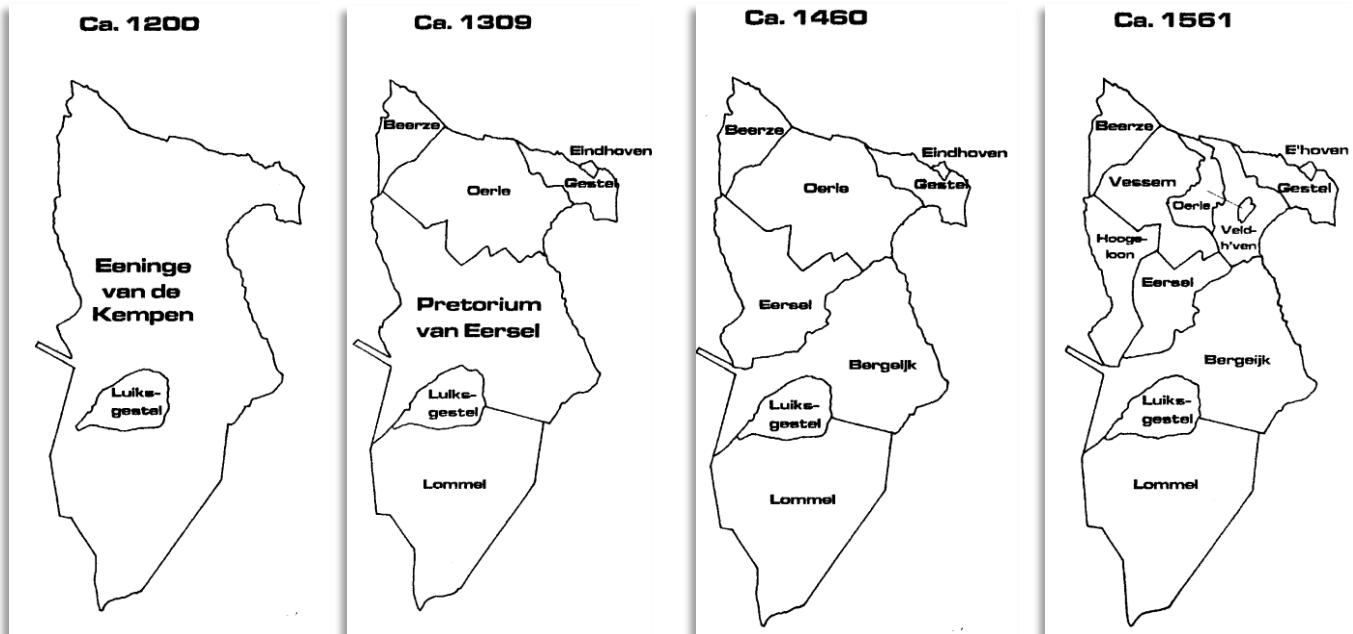 Ca. 1200
Eeninge
van de
Kempen
Luiks-
gestel
Ca. 1309
Beerze
Eindhoven
Gestel
Oerle
Pretorium
van Eersel
Luiks-
gestel
Lommel
Ca. 1460
Beerze
Eindhoven
Gestel
Oerle
Eersel
Bergeijk
Luiks-
gestel
Lommel
Ca. 1561
Beerze
E'hoven
Gestel
Vessem
Oerle
Veld-
h'ven
Hooge-
loon
Eersel
Bergeijk
Luiks-
gestel
Lommel